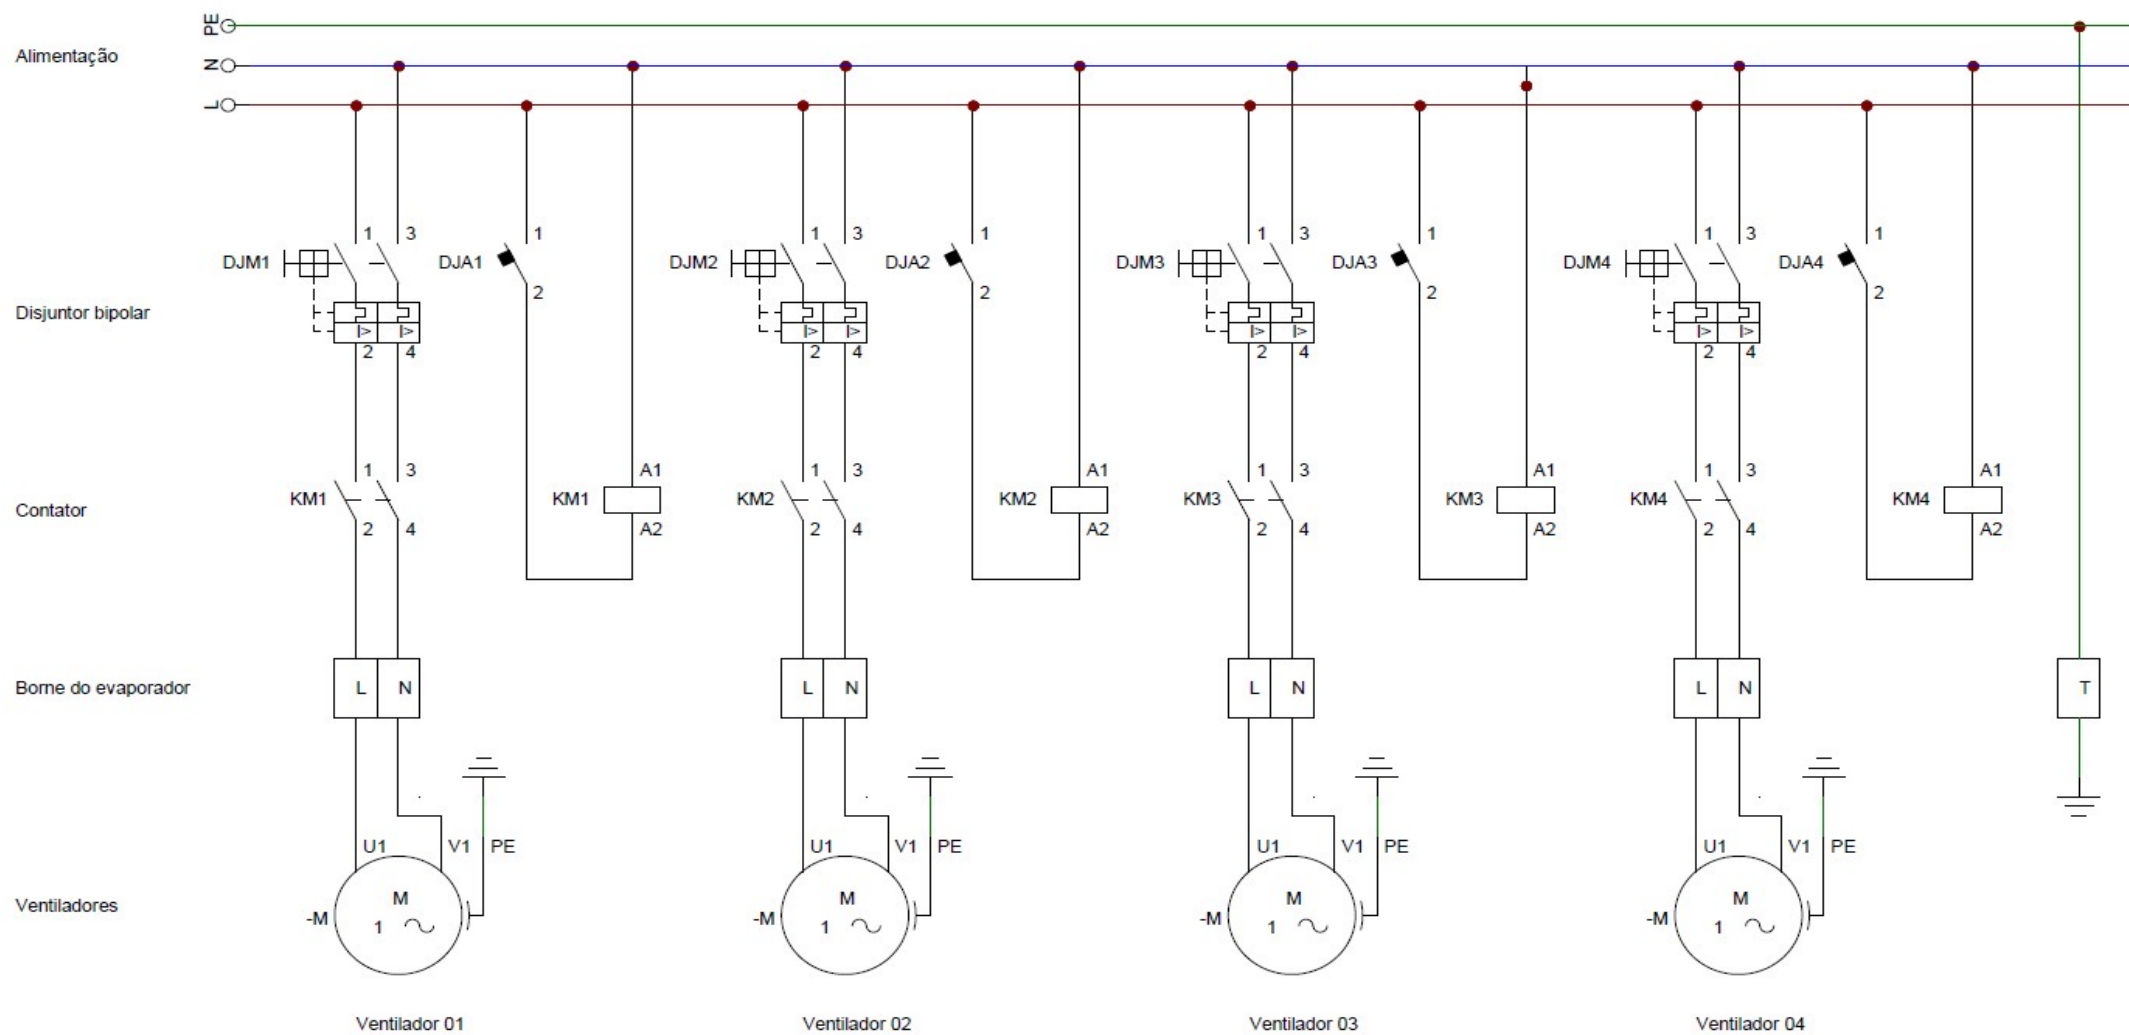 PE
Alimentação
N
L
1 3 1 1 3 1 1 3 1 1 3 1
DJM1 DJA1 DJM2 DJA2 DJM3 DJA3 DJM4 DJA4
2 2 2 2
Disjuntor bipolar
I> I> I> I> I> I> I> I>
2 4 2 4 2 4 2 4
1 3 A1 1 3 A1 1 3 A1 1 3 A1
KM1 KM1 KM2 KM2 KM3 KM3 KM4 KM4
Contator
2 4 A2 2 4 A2 2 4 A2 2 4 A2
Borne do evaporador
L N L N L N L N T
U1 V1 PE U1 V1 PE U1 V1 PE U1 V1 PE
M M M M
Ventiladores
-M -M -M -M
1 1 1 1
Ventilador 01 Ventilador 02 Ventilador 03 Ventilador 04